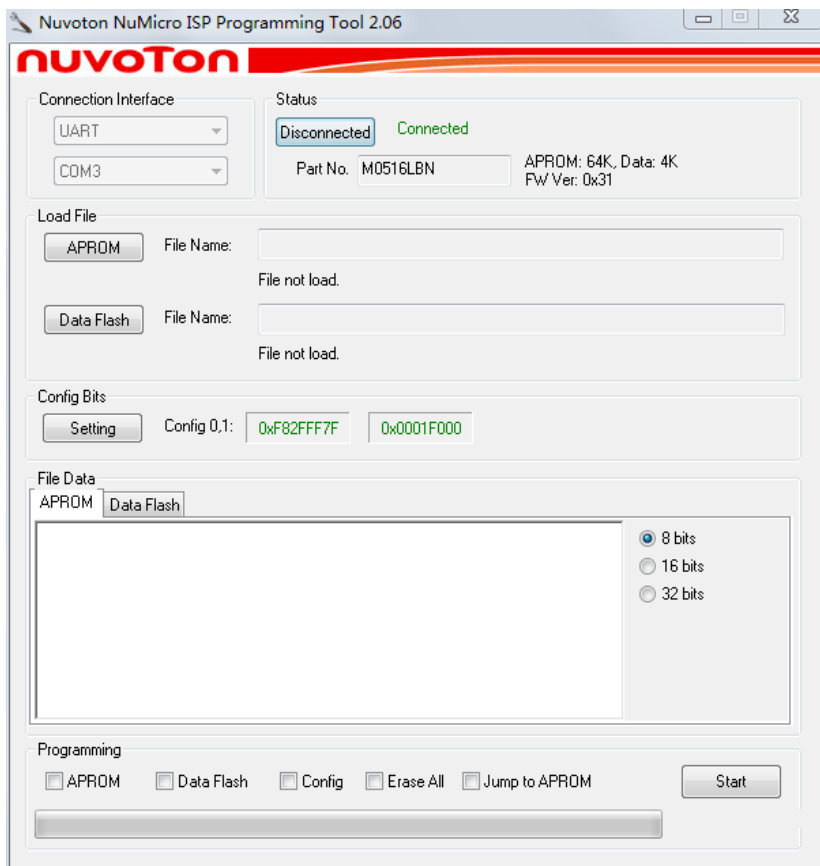 Nuvoton NuMicro ISP Programming Tool 2.06
nuvoTon
Connection Interface
UART
COM3
Status
Disconnected
Connected
Part No.
M0516LBN
APROM: 64K, Data: 4K
FW Ver: 0x31
Load File
APROM
File Name:
File not load.
Data Flash
File Name:
File not load.
Config Bits
Setting
Config 0,1:
0xF82FFF7F
0x0001F000
File Data
APROM
Data Flash
8 bits
16 bits
32 bits
Programming
APROM
Data Flash
Config
Erase All
Jump to APROM
Start